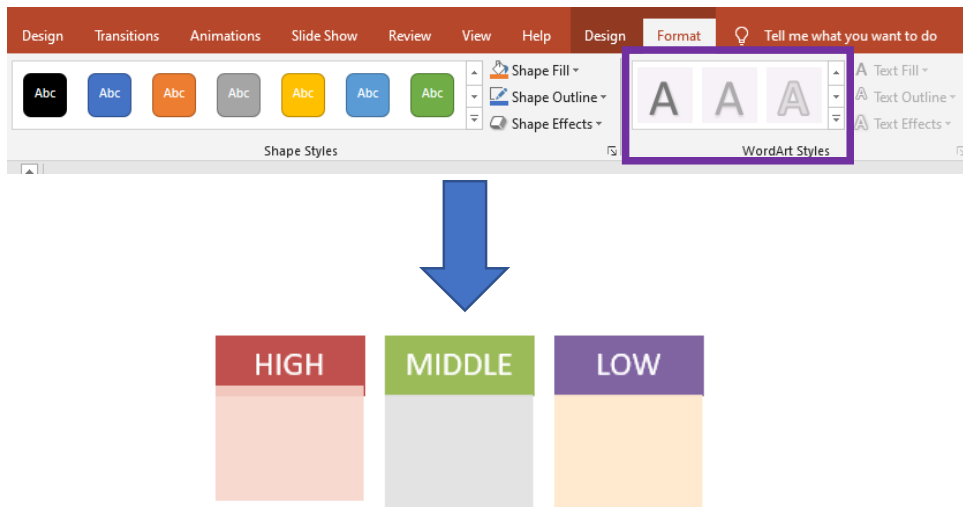 Design Transitions Animations Slide Show Review View Help Design Format Tell me what you want to do
Abc Abc Abc Abc Abc Abc Abc
Shape Fill
Shape Outline
Shape Effects
Shape Styles
A A A
A Text Fill
A Text Outline
A Text Effects
WordArt Styles
HIGH MIDDLE LOW